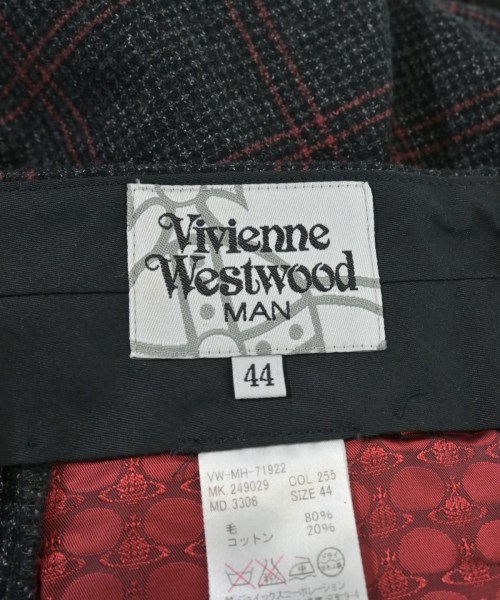 Vivienne
Westwood
MAN
44
VW-MH-71922
MK. 249029 COL 255
MD. 3306 SIZE 44
毛 80%
コットン 20%